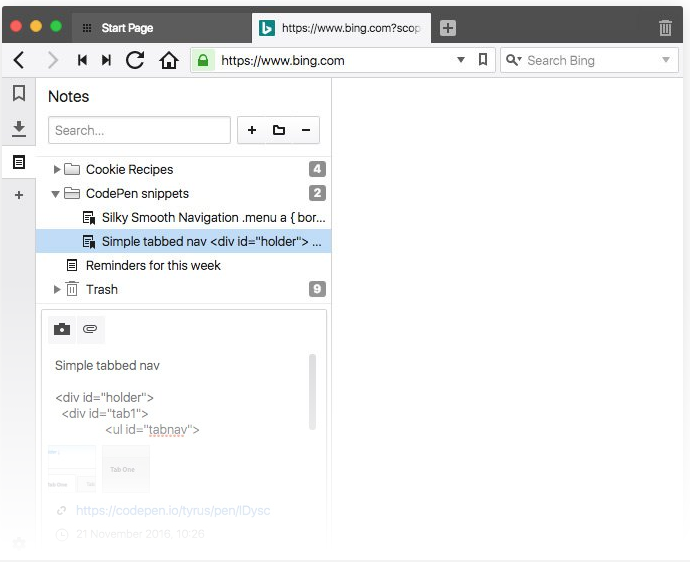 Start Page
https://www.bing.com?scop
https://www.bing.com
Search Bing
Notes
Search...
Cookie Recipes 4
CodePen snippets 2
Silky Smooth Navigation .menu a { bor...
Simple tabbed nav <div id="holder"> ...
Reminders for this week
Trash 9
Simple tabbed nav
<div id="holder">
<div id="tab1">
<ul id="tabnav">
Tab One
Tab One
https://codepen.io/tyrus/pen/IDysc
21 November 2016, 10:26